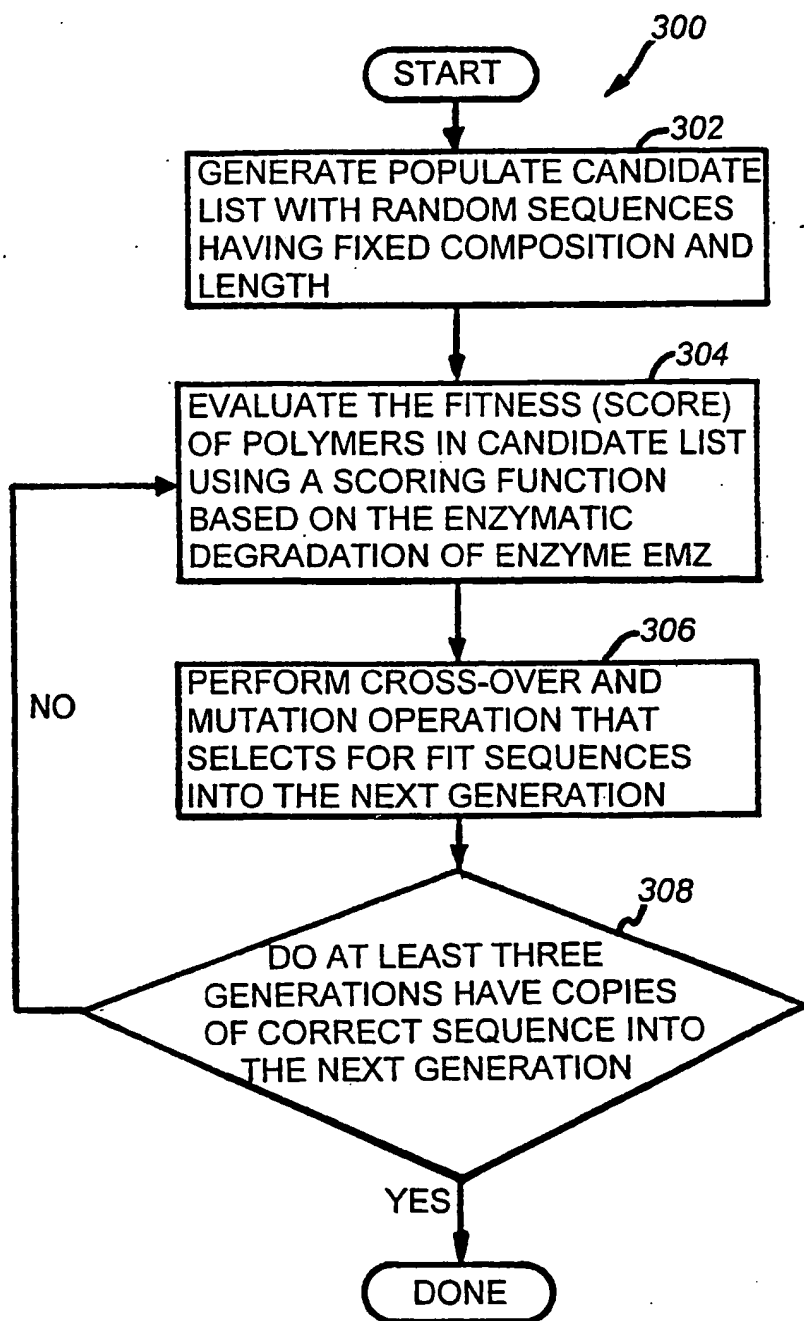 300
START
302
GENERATE POPULATE CANDIDATE
LIST WITH RANDOM SEQUENCES
HAVING FIXED COMPOSITION AND
LENGTH
304
EVALUATE THE FITNESS (SCORE)
OF POLYMERS IN CANDIDATE LIST
USING A SCORING FUNCTION
BASED ON THE ENZYMATIC
DEGRADATION OF ENZYME EMZ
306
PERFORM CROSS-OVER AND
MUTATION OPERATION THAT
SELECTS FOR FIT SEQUENCES
INTO THE NEXT GENERATION
NO
308
DO AT LEAST THREE
GENERATIONS HAVE COPIES
OF CORRECT SEQUENCE INTO
THE NEXT GENERATION
YES
DONE